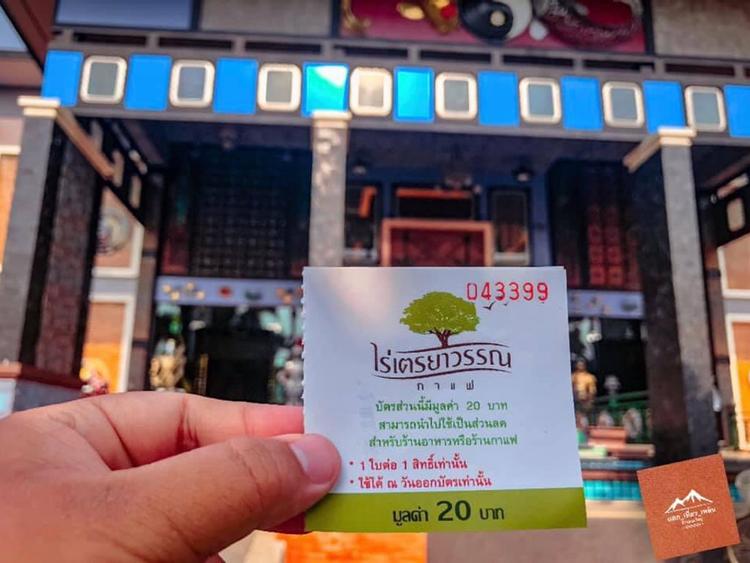 043399
ไร่เตรยาวรรณ
กาแฟ
บัตรส่วนนี้มีมูลค่า 20 บาท
สามารถนำไปใช้เป็นส่วนลด
สำหรับร้านอาหารหรือร้านกาแฟ
* 1 ใบต่อ 1 สิทธิ์เท่านั้น
* ใช้ได้ ณ วันออกบัตรเท่านั้น
มูลค่า 20 บาท